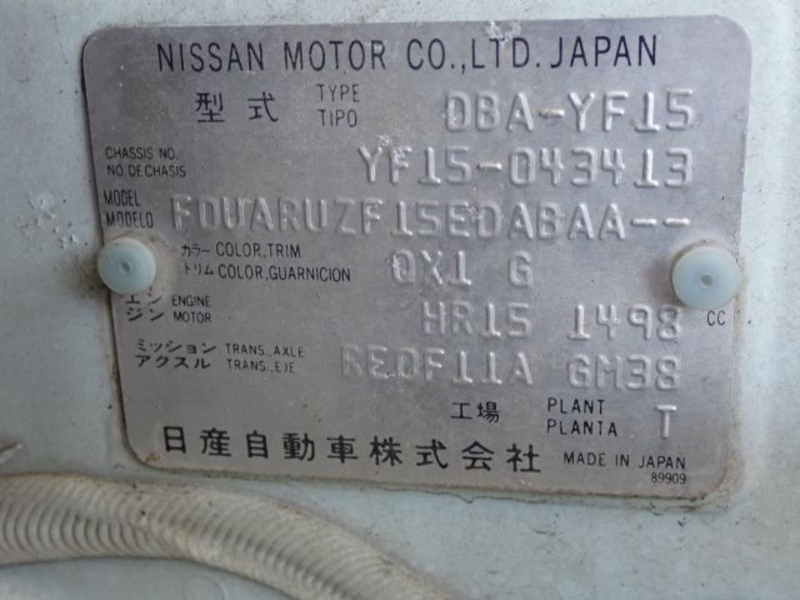 NISSAN MOTOR CO.,LTD. JAPAN
型式 TYPE TIPO DBA-YF15
CHASSIS NO. NO.DE CHASIS YF15-043413
MODEL MODELO FDUARUZF15EDABAA--
カラー COLOR,TRIM
トリム COLOR,GUARNICION QX1 G
エン ENGINE
ジン MOTOR HR15 1498 CC
ミッション TRANS.,AXLE
アクスル TRANS.,EJE RE0F11A GM38
工場 PLANT PLANTA T
日産自動車株式会社 MADE IN JAPAN
89909